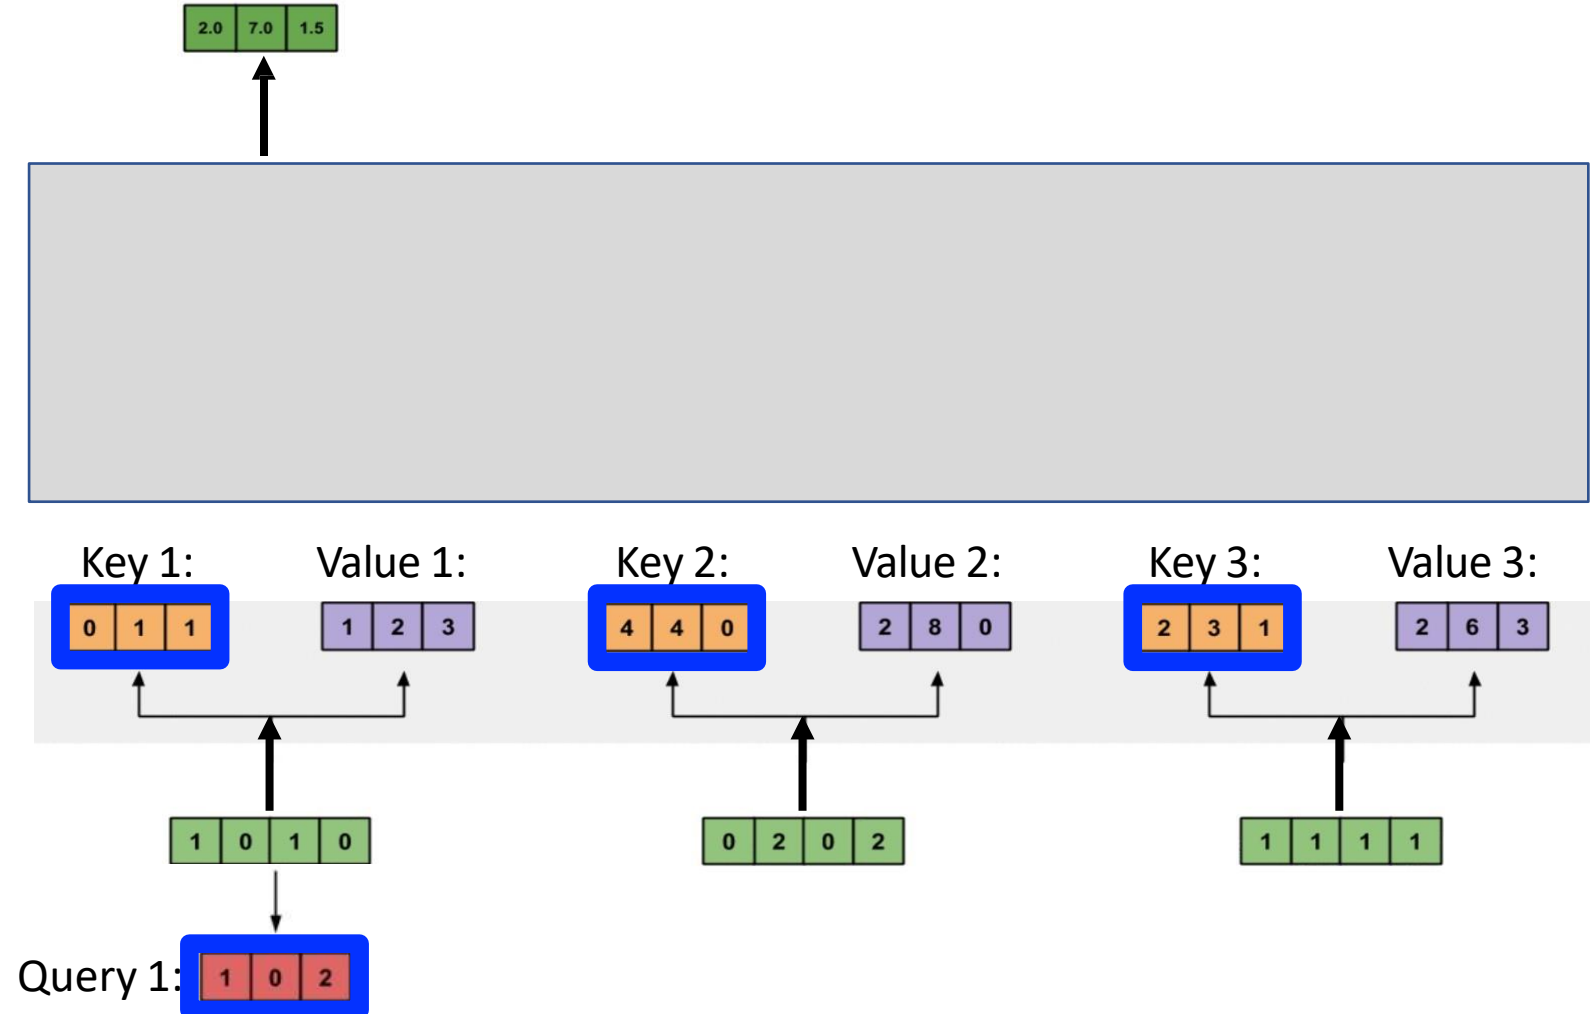 2.0 7.0 1.5
Key 1: Value 1: Key 2: Value 2: Key 3: Value 3:
0 1 1 1 2 3 4 4 0 2 8 0 2 3 1 2 6 3
1 0 1 0 0 2 0 2 1 1 1 1
Query 1: 1 0 2